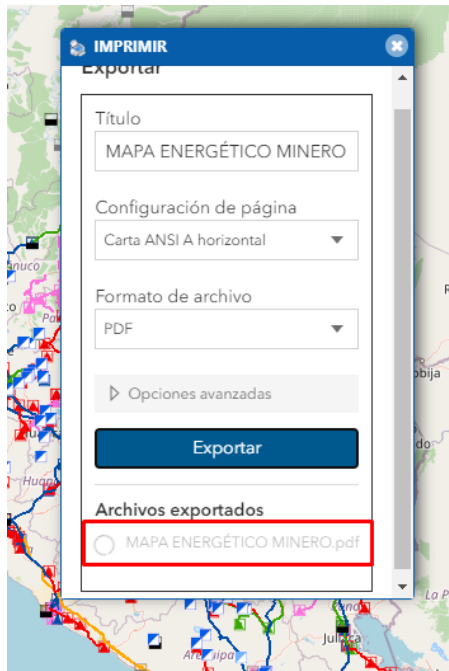 IMPRIMIR
Exportar
Título
MAPA ENERGÉTICO MINERO
Configuración de página
Carta ANSI A horizontal
Formato de archivo
PDF
Opciones avanzadas
Exportar
Archivos exportados
MAPA ENERGÉTICO MINERO.pdf